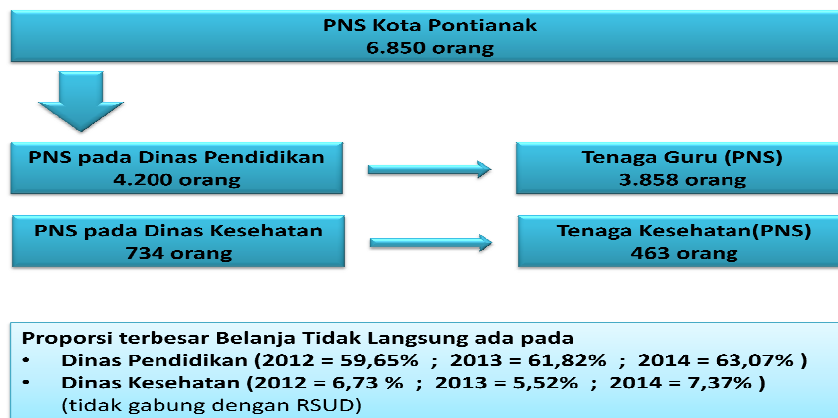 PNS Kota Pontianak
6.850 orang
PNS pada Dinas Pendidikan
4.200 orang
Tenaga Guru (PNS)
3.858 orang
PNS pada Dinas Kesehatan
734 orang
Tenaga Kesehatan(PNS)
463 orang
Proporsi terbesar Belanja Tidak Langsung ada pada
• Dinas Pendidikan (2012 = 59,65% ; 2013 = 61,82% ; 2014 = 63,07% )
• Dinas Kesehatan (2012 = 6,73 % ; 2013 = 5,52% ; 2014 = 7,37% )
(tidak gabung dengan RSUD)